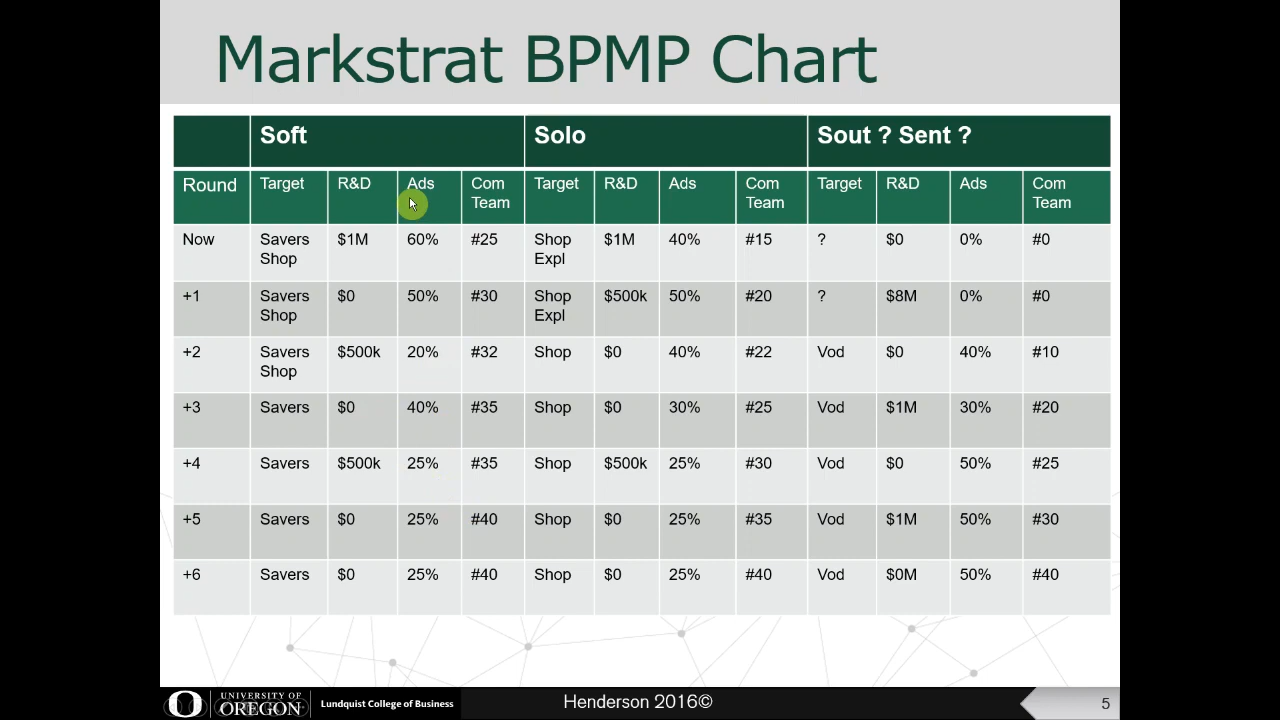 Markstrat BPMP Chart
Soft Solo Sout ? Sent ?
Round Target R&D Ads Com Team Target R&D Ads Com Team Target R&D Ads Com Team
Now Savers Shop $1M 60% #25 Shop Expl $1M 40% #15 ? $0 0% #0
+1 Savers Shop $0 50% #30 Shop Expl $500k 50% #20 ? $8M 0% #0
+2 Savers Shop $500k 20% #32 Shop $0 40% #22 Vod $0 40% #10
+3 Savers $0 40% #35 Shop $0 30% #25 Vod $1M 30% #20
+4 Savers $500k 25% #35 Shop $500k 25% #30 Vod $0 50% #25
+5 Savers $0 25% #40 Shop $0 25% #35 Vod $1M 50% #30
+6 Savers $0 25% #40 Shop $0 25% #40 Vod $0M 50% #40
UNIVERSITY OF
OREGON
Lundquist College of Business
Henderson 2016©
5